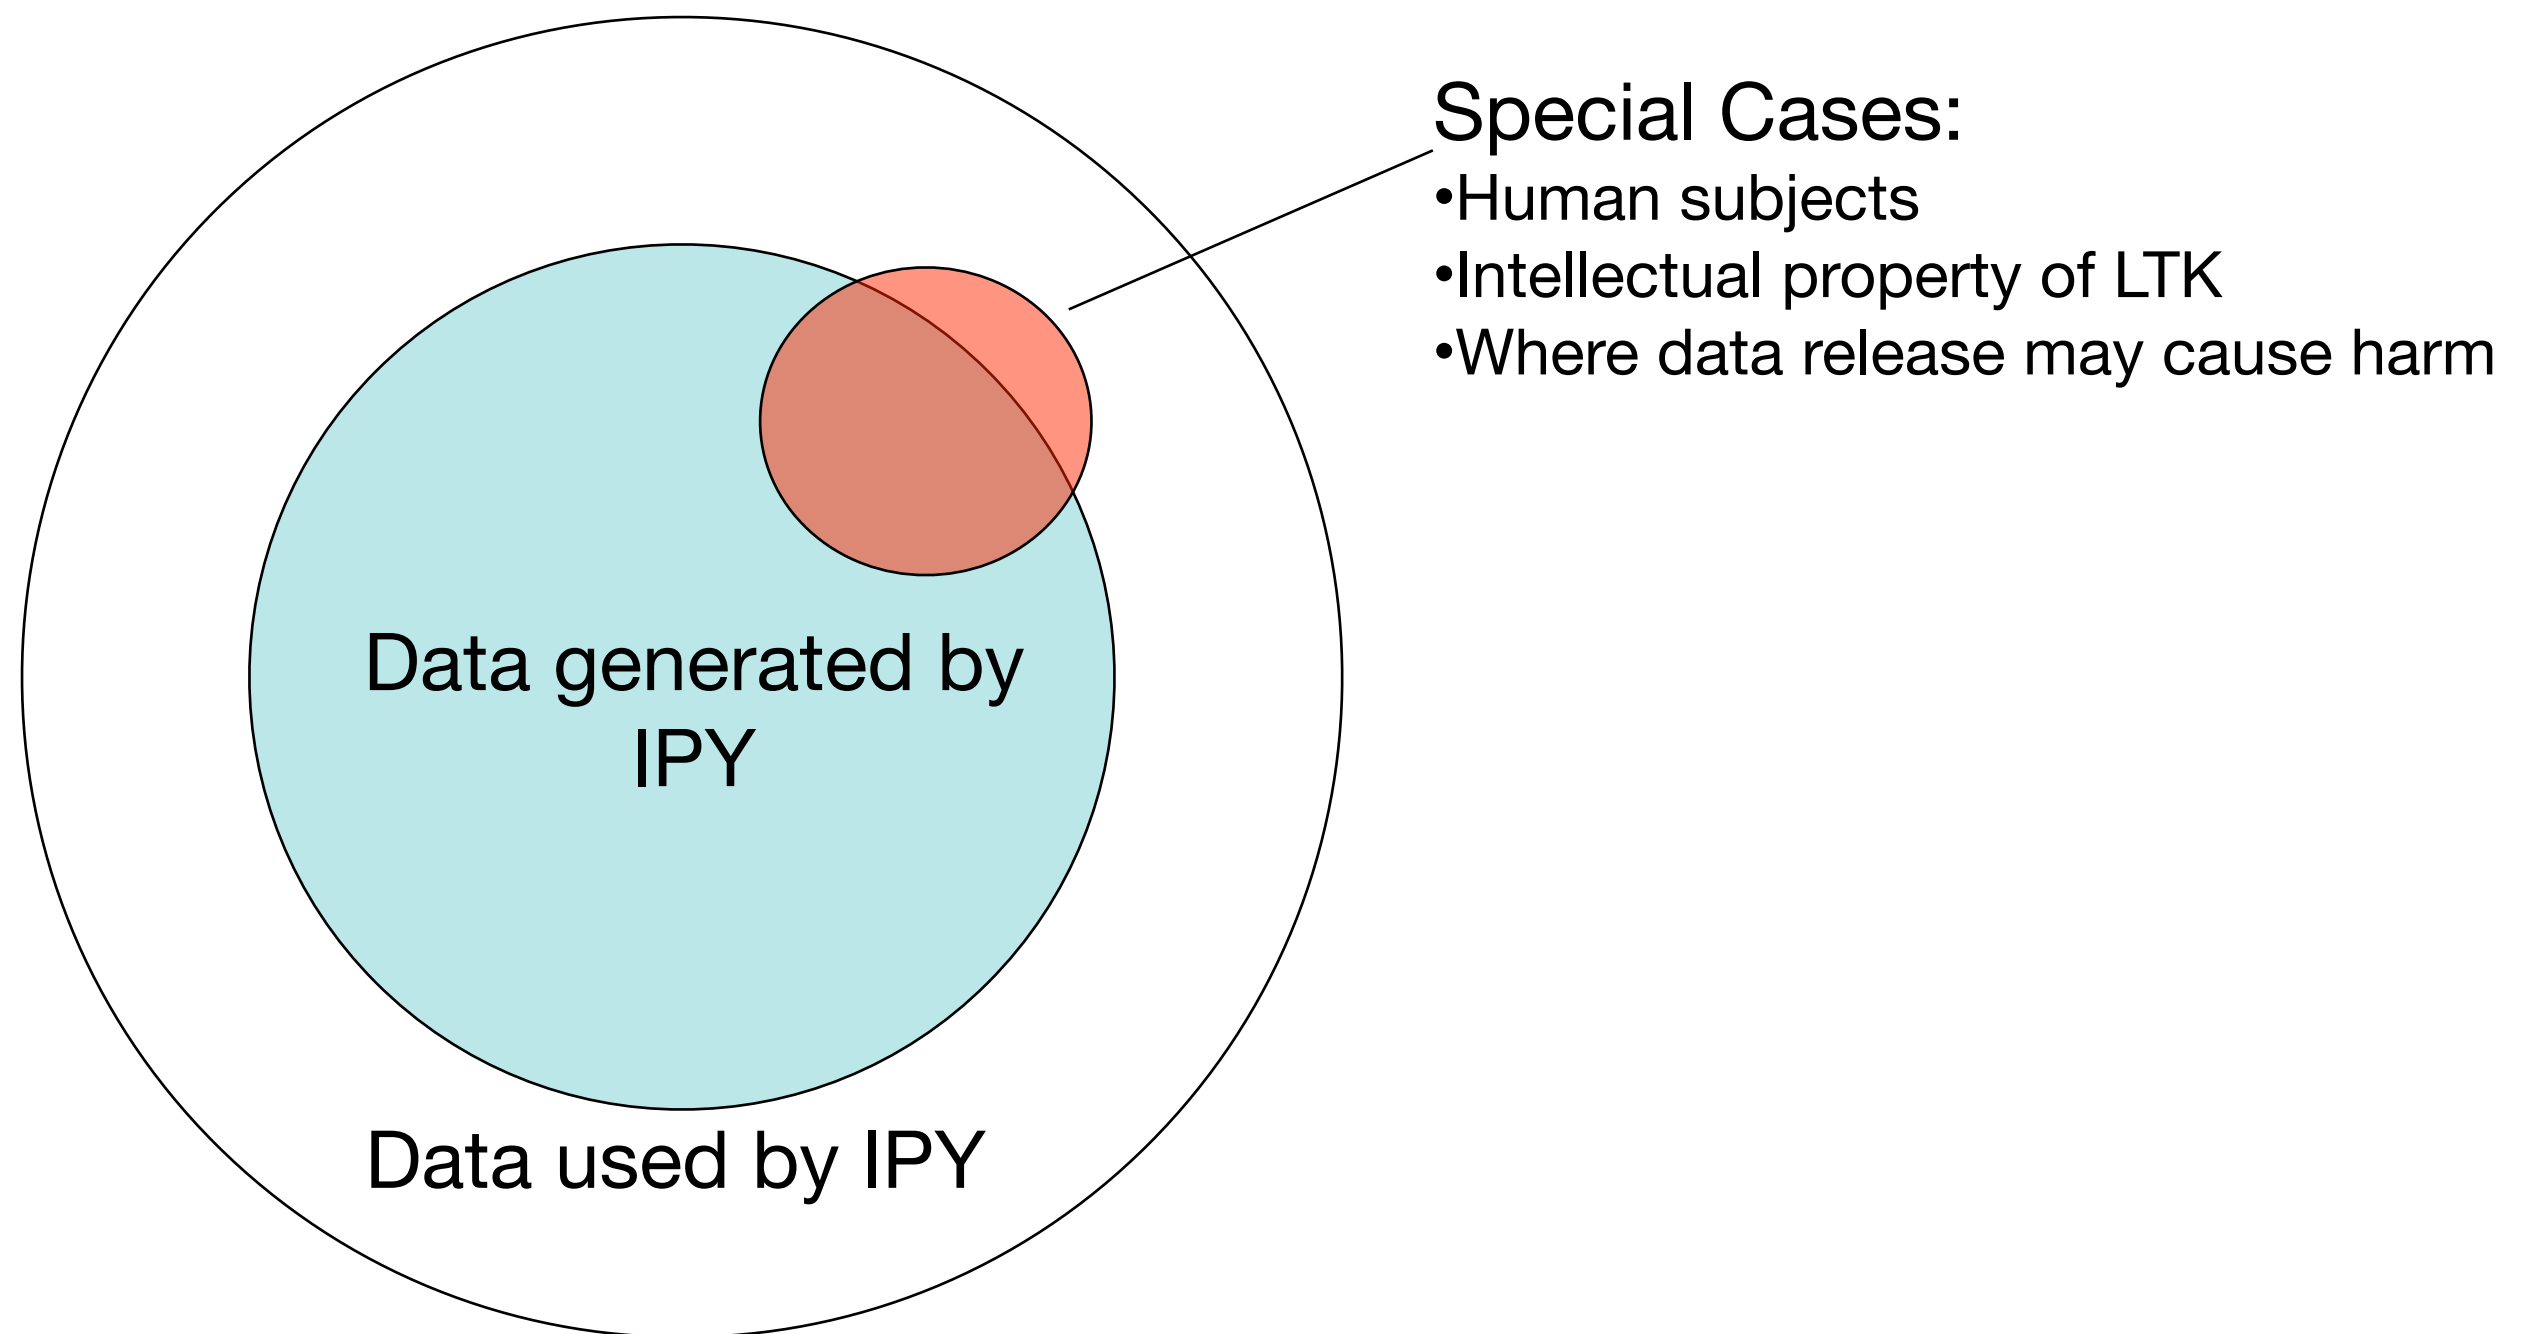 Special Cases:
•Human subjects
•Intellectual property of LTK
•Where data release may cause harm
Data generated by
IPY
Data used by IPY